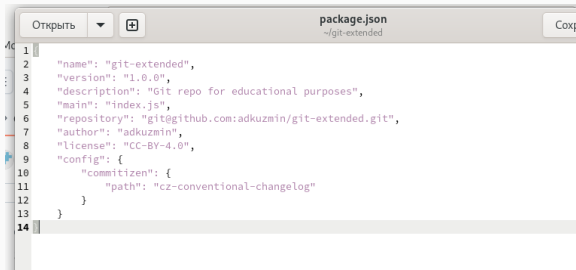 Открыть
package.json
~/git-extended
Сохр
1
2 "name": "git-extended",
3 "version": "1.0.0",
4 "description": "Git repo for educational purposes",
5 "main": "index.js",
6 "repository": "git@github.com:adkuzmin/git-extended.git",
7 "author": "adkuzmin",
8 "license": "CC-BY-4.0",
9 "config": {
10 "commitizen": {
11 "path": "cz-conventional-changelog"
12 }
13 }
14